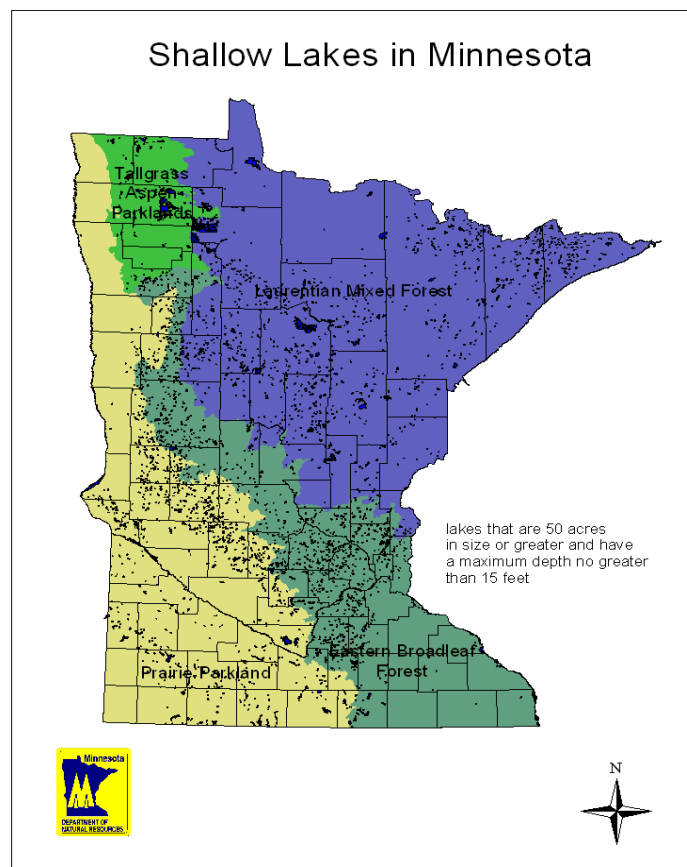 Shallow Lakes in Minnesota
Tallgrass
Aspen
Parklands
Laurentian Mixed Forest
lakes that are 50 acres
in size or greater and have
a maximum depth no greater
than 15 feet
Eastern Broadleaf
Forest
Prairie Parkland
Minnesota
DEPARTMENT OF
NATURAL RESOURCES
N